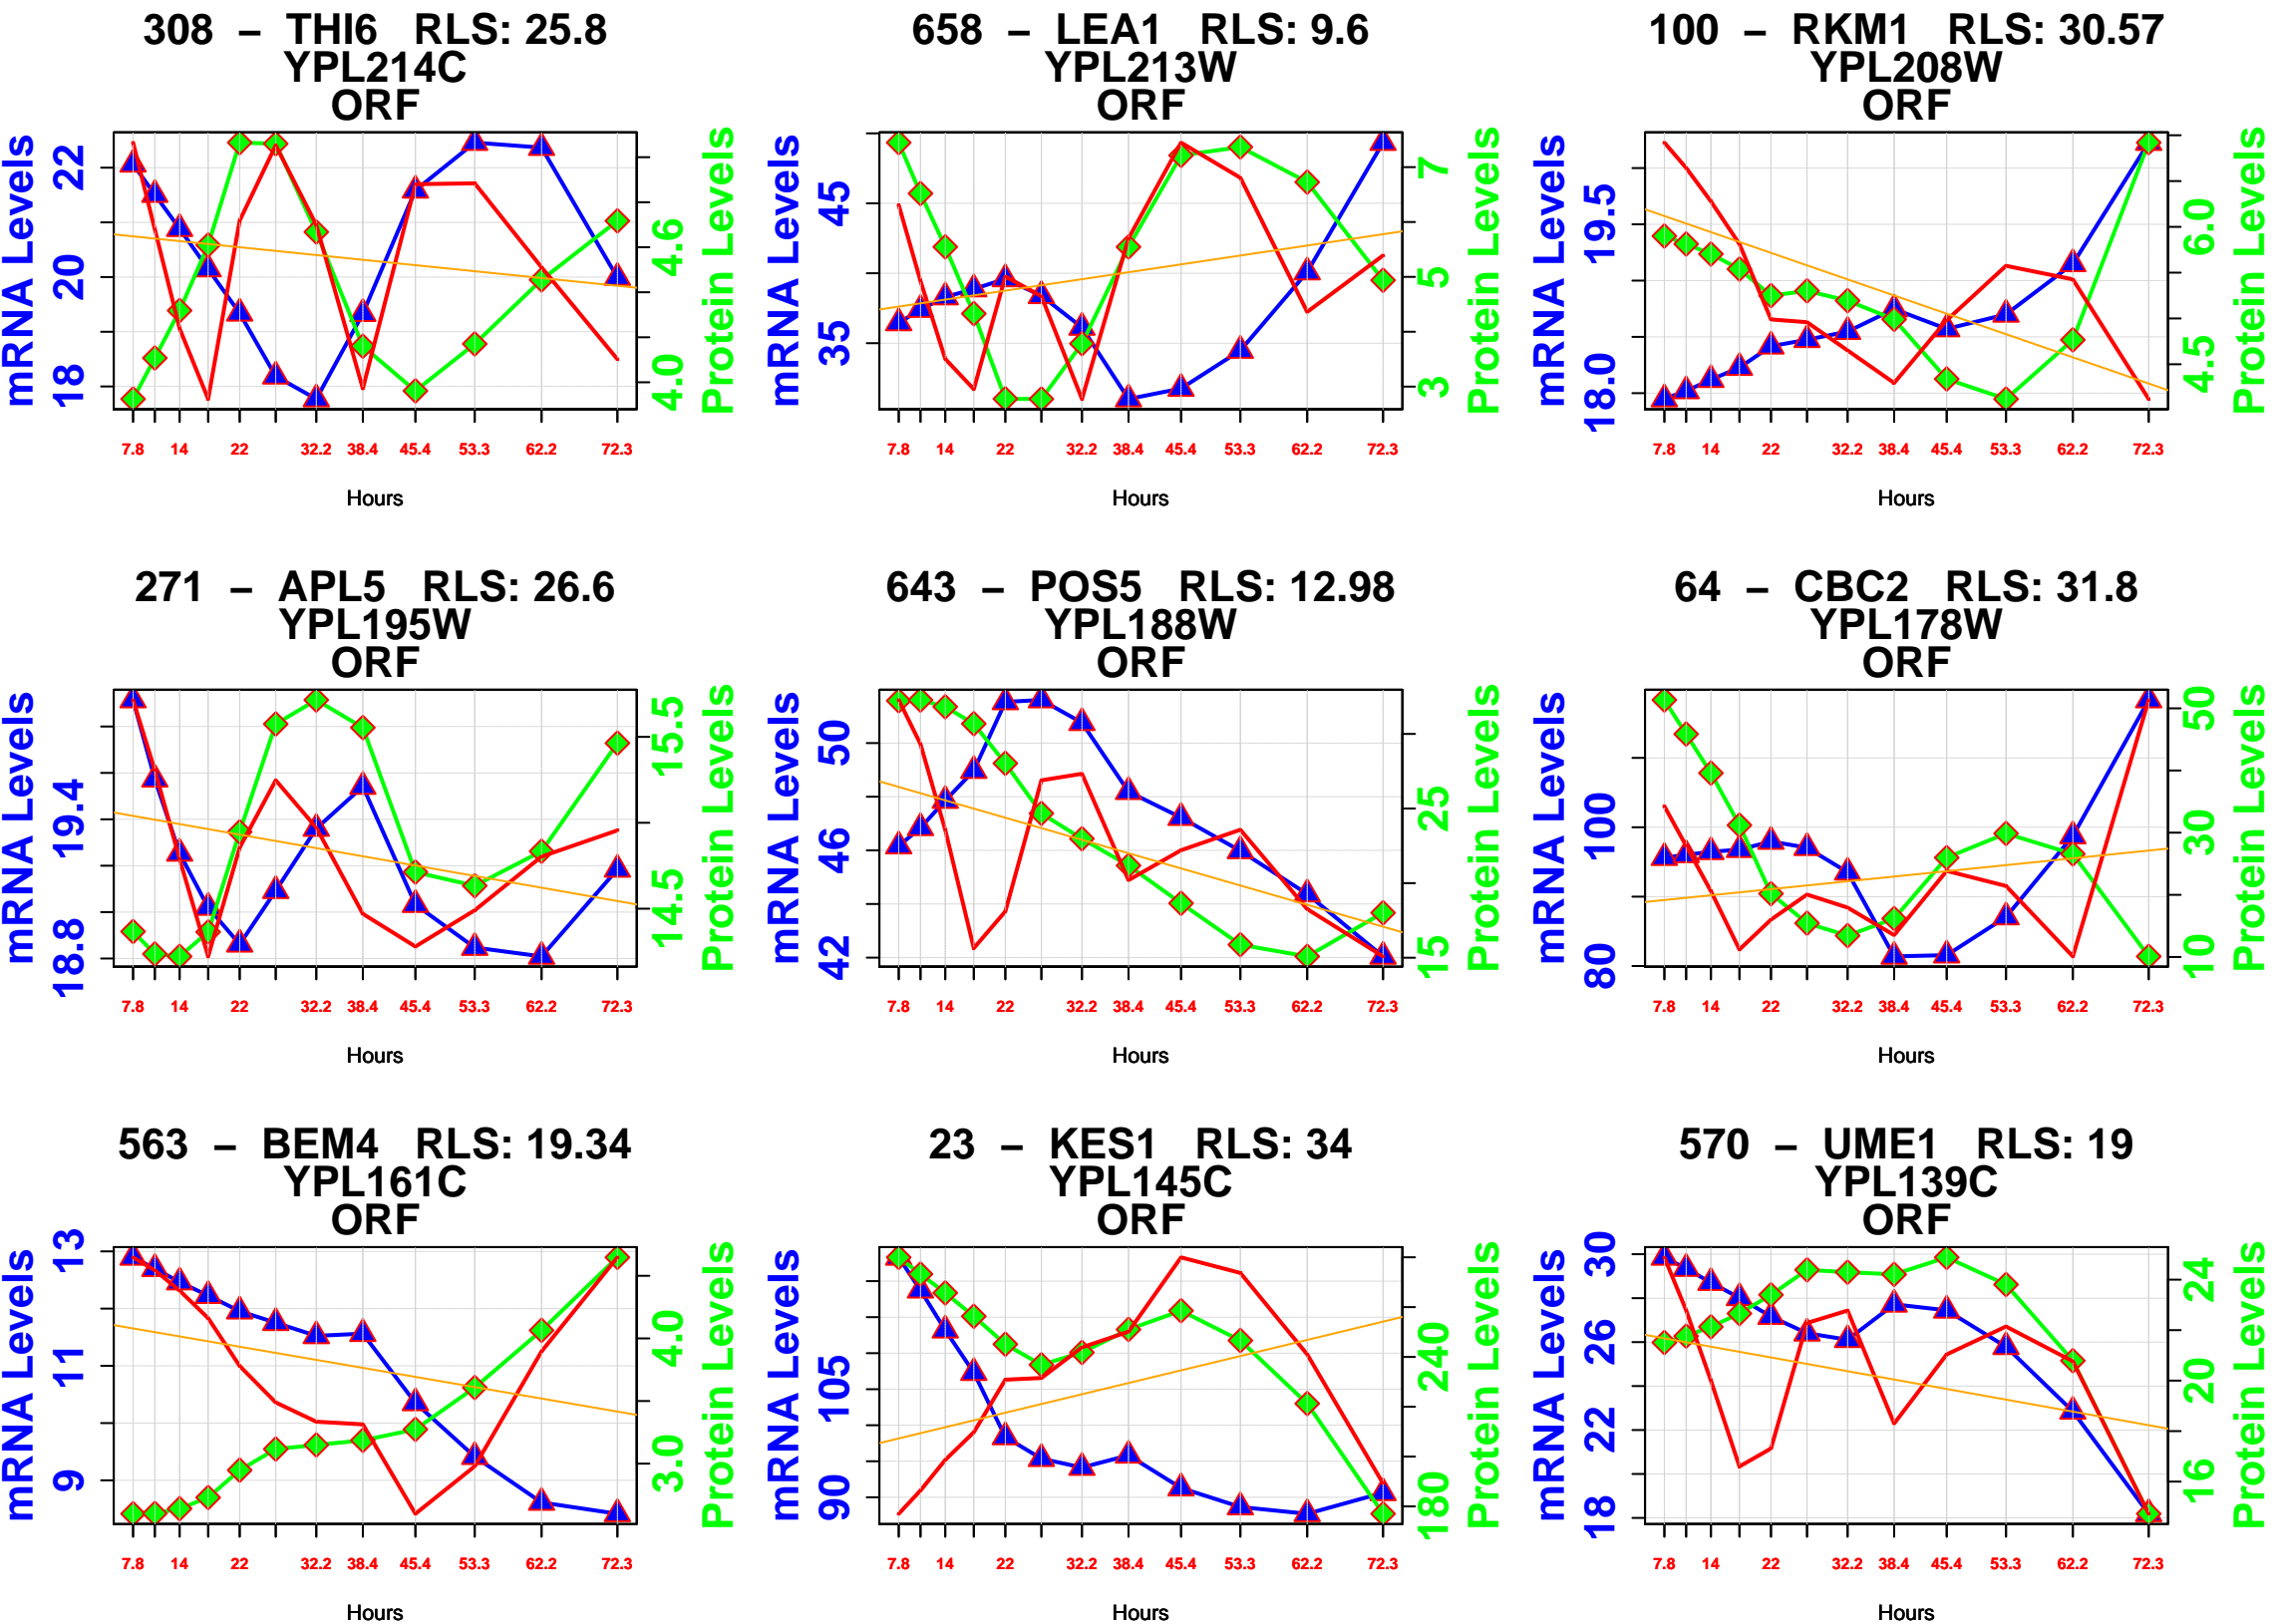 308 – THI6 RLS: 25.8
YPL214C
ORF
mRNA Levels
18 20 22
Protein Levels
4.0 4.6
7.8 14 22 32.2 38.4 45.4 53.3 62.2 72.3
Hours
658 – LEA1 RLS: 9.6
YPL213W
ORF
mRNA Levels
35 45
Protein Levels
3 5 7
7.8 14 22 32.2 38.4 45.4 53.3 62.2 72.3
Hours
100 – RKM1 RLS: 30.57
YPL208W
ORF
mRNA Levels
18.0 19.5
Protein Levels
4.5 6.0
7.8 14 22 32.2 38.4 45.4 53.3 62.2 72.3
Hours
271 – APL5 RLS: 26.6
YPL195W
ORF
mRNA Levels
18.8 19.4
Protein Levels
14.5 15.5
7.8 14 22 32.2 38.4 45.4 53.3 62.2 72.3
Hours
643 – POS5 RLS: 12.98
YPL188W
ORF
mRNA Levels
42 46 50
Protein Levels
15 25
7.8 14 22 32.2 38.4 45.4 53.3 62.2 72.3
Hours
64 – CBC2 RLS: 31.8
YPL178W
ORF
mRNA Levels
80 100
Protein Levels
10 30 50
7.8 14 22 32.2 38.4 45.4 53.3 62.2 72.3
Hours
563 – BEM4 RLS: 19.34
YPL161C
ORF
mRNA Levels
9 11 13
Protein Levels
3.0 4.0
7.8 14 22 32.2 38.4 45.4 53.3 62.2 72.3
Hours
23 – KES1 RLS: 34
YPL145C
ORF
mRNA Levels
90 105
Protein Levels
180 240
7.8 14 22 32.2 38.4 45.4 53.3 62.2 72.3
Hours
570 – UME1 RLS: 19
YPL139C
ORF
mRNA Levels
18 22 26 30
Protein Levels
16 20 24
7.8 14 22 32.2 38.4 45.4 53.3 62.2 72.3
Hours